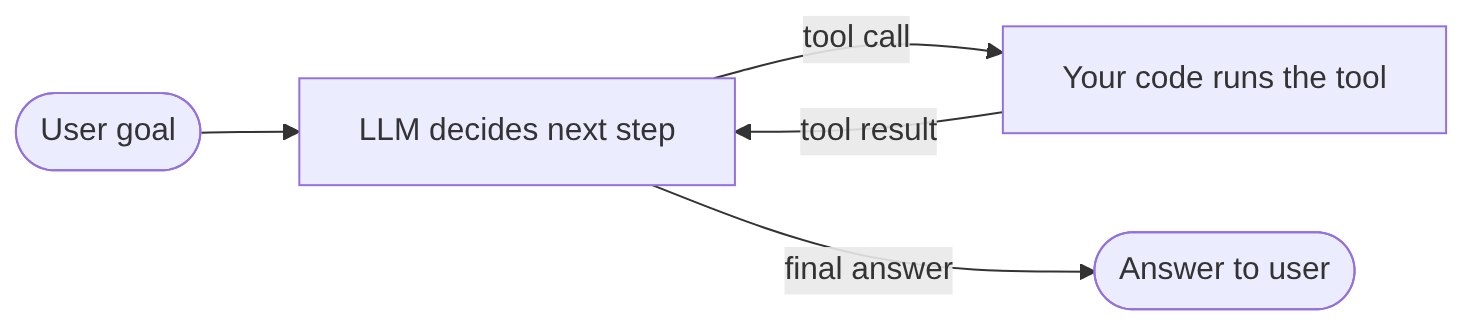 User goal
LLM decides next step
tool call
Your code runs the tool
tool result
final answer
Answer to user